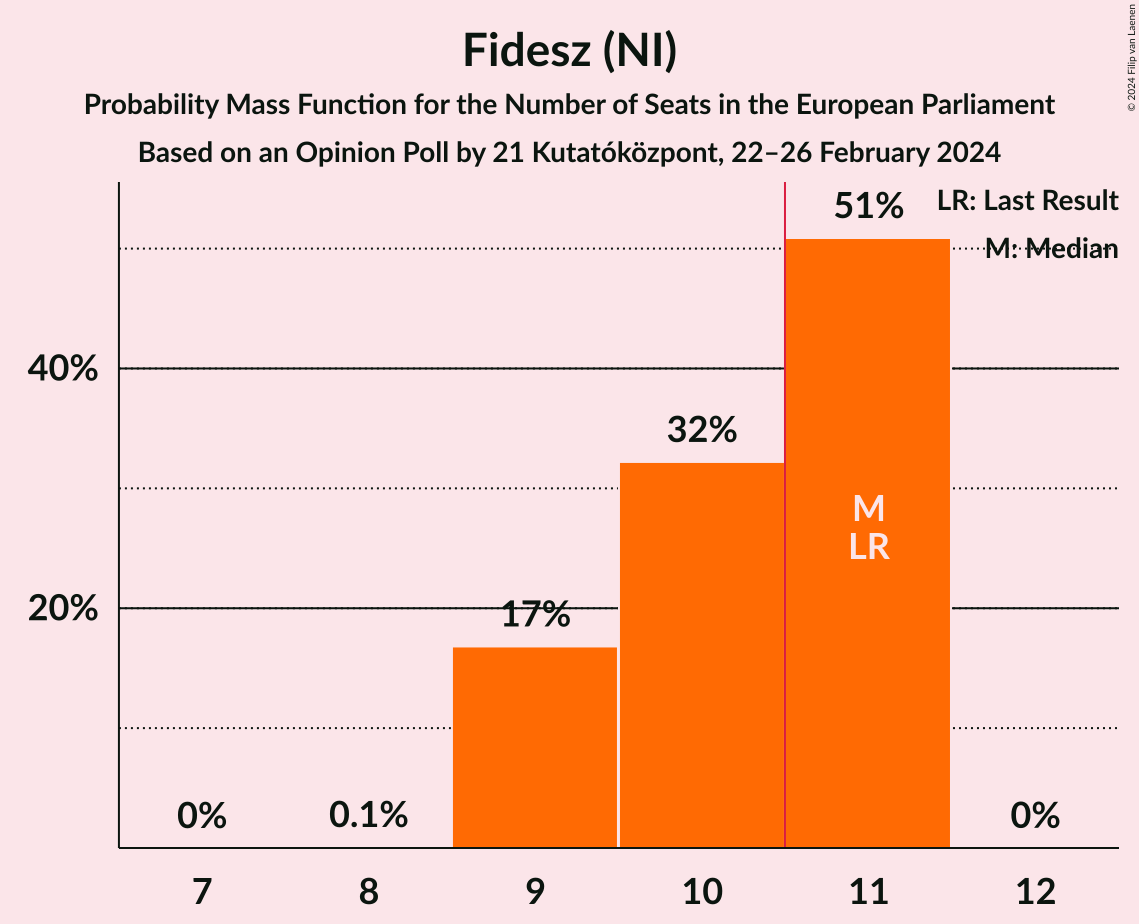 Fidesz (NI)
Probability Mass Function for the Number of Seats in the European Parliament
Based on an Opinion Poll by 21 Kutatóközpont, 22–26 February 2024
© 2024 Filip van Laenen
LR: Last Result
M: Median
51%
40%
32%
M
LR
20%
17%
0%
0.1%
0%
7
8
9
10
11
12